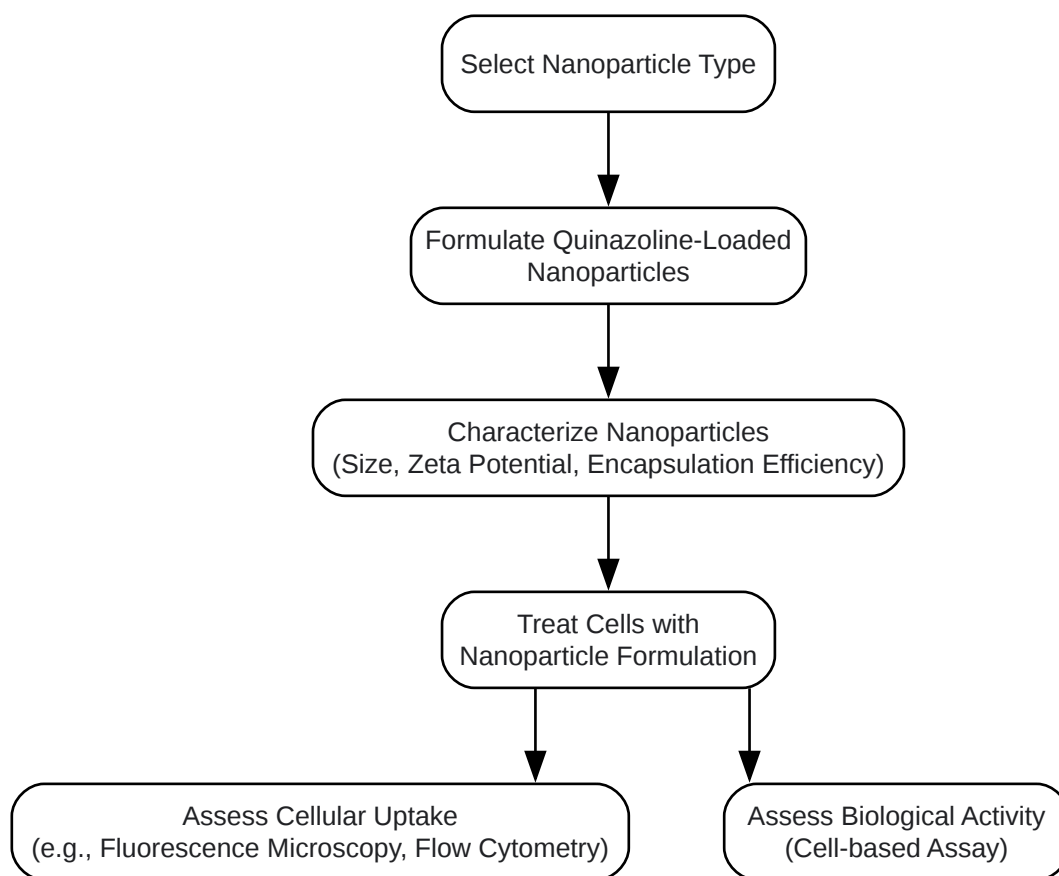 Select Nanoparticle Type
Formulate Quinazoline-Loaded
Nanoparticles
Characterize Nanoparticles
(Size, Zeta Potential, Encapsulation Efficiency)
Treat Cells with
Nanoparticle Formulation
Assess Cellular Uptake
(e.g., Fluorescence Microscopy, Flow Cytometry)
Assess Biological Activity
(Cell-based Assay)